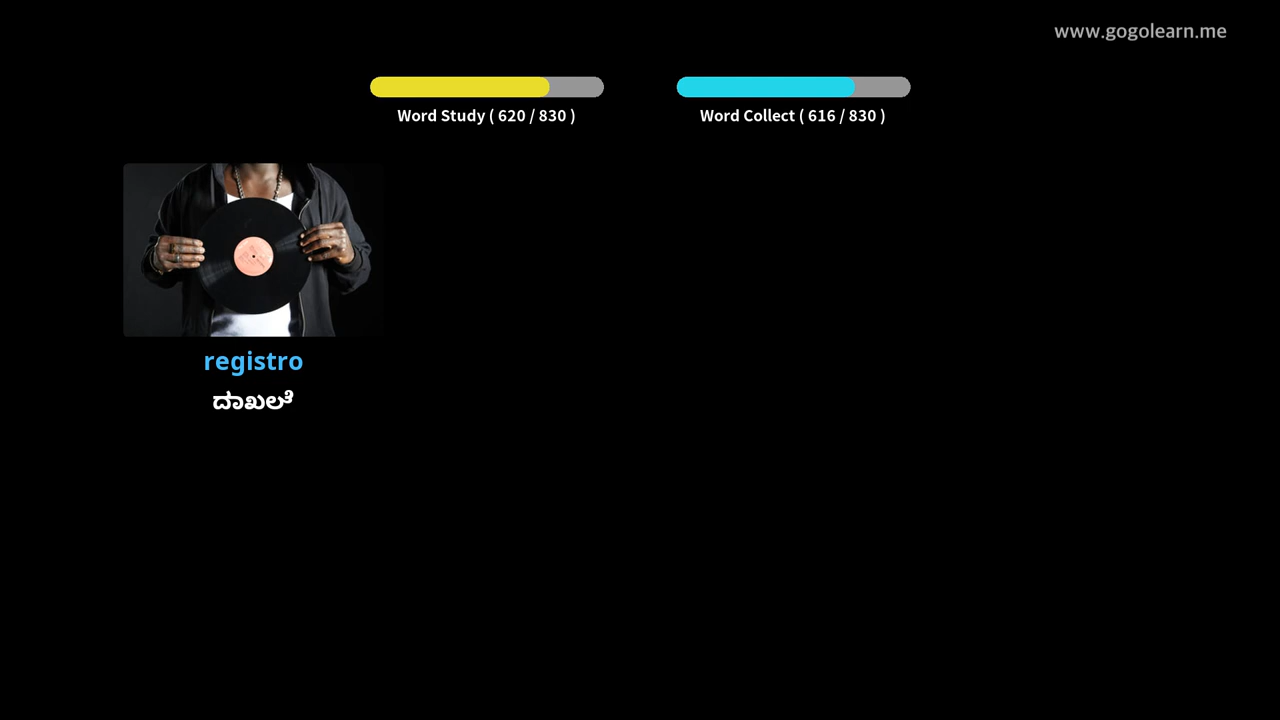 www.gogolearn.me
Word Study ( 620 / 830 )
Word Collect ( 616 / 830 )
registro
ದಾಖಲೆ